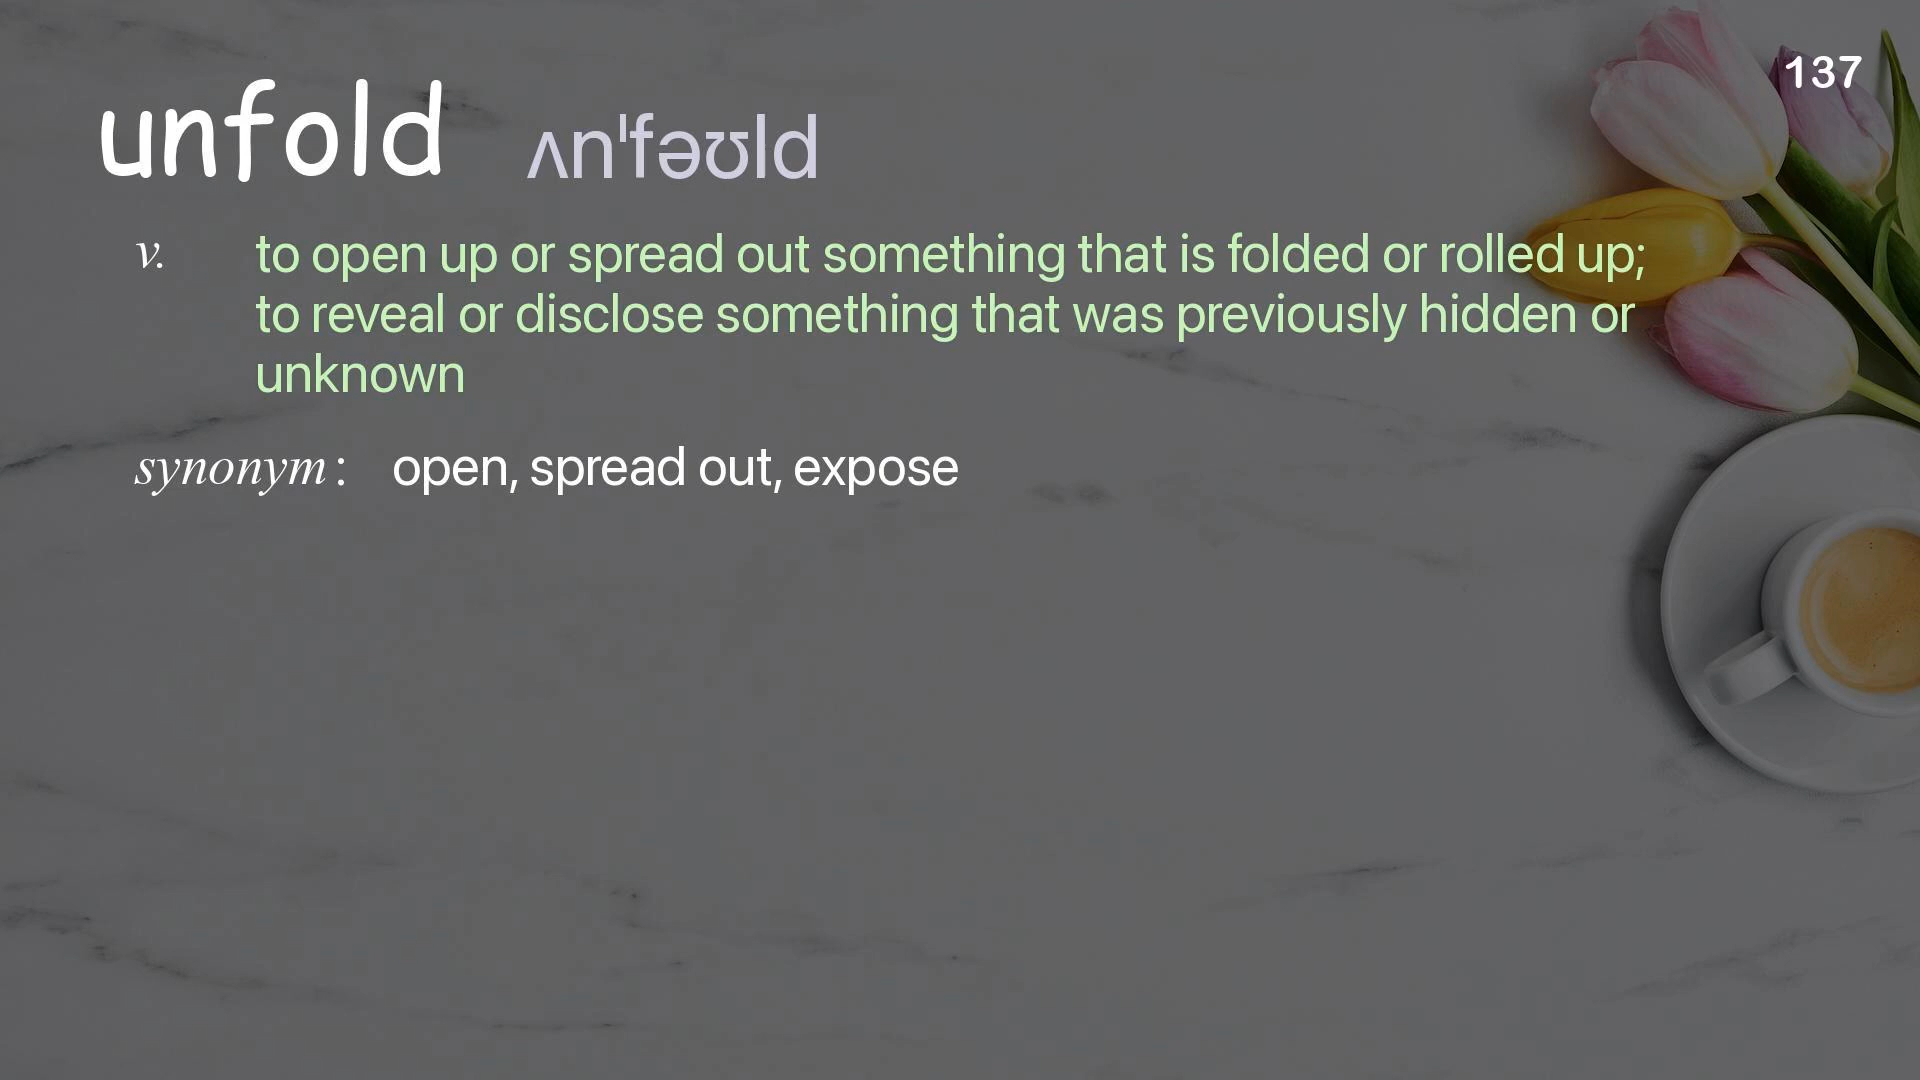 137
unfold ʌnˈfəʊld
v. to open up or spread out something that is folded or rolled up;
to reveal or disclose something that was previously hidden or
unknown
synonym : open, spread out, expose